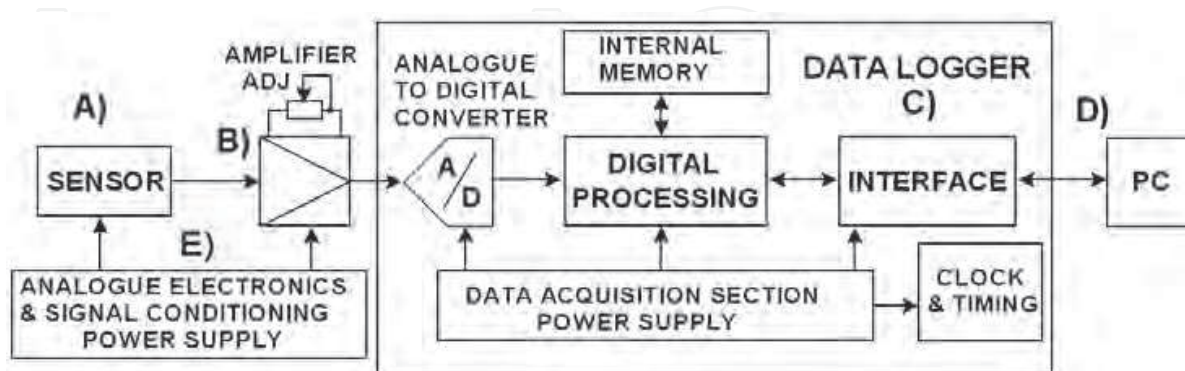 A)
SENSOR
AMPLIFIER
ADJ
B)
E)
ANALOGUE ELECTRONICS
& SIGNAL CONDITIONING
POWER SUPPLY
ANALOGUE
TO DIGITAL
CONVERTER
A
D
INTERNAL
MEMORY
DIGITAL
PROCESSING
DATA LOGGER
C)
INTERFACE
DATA ACQUISITION SECTION
POWER SUPPLY
CLOCK
& TIMING
D)
PC